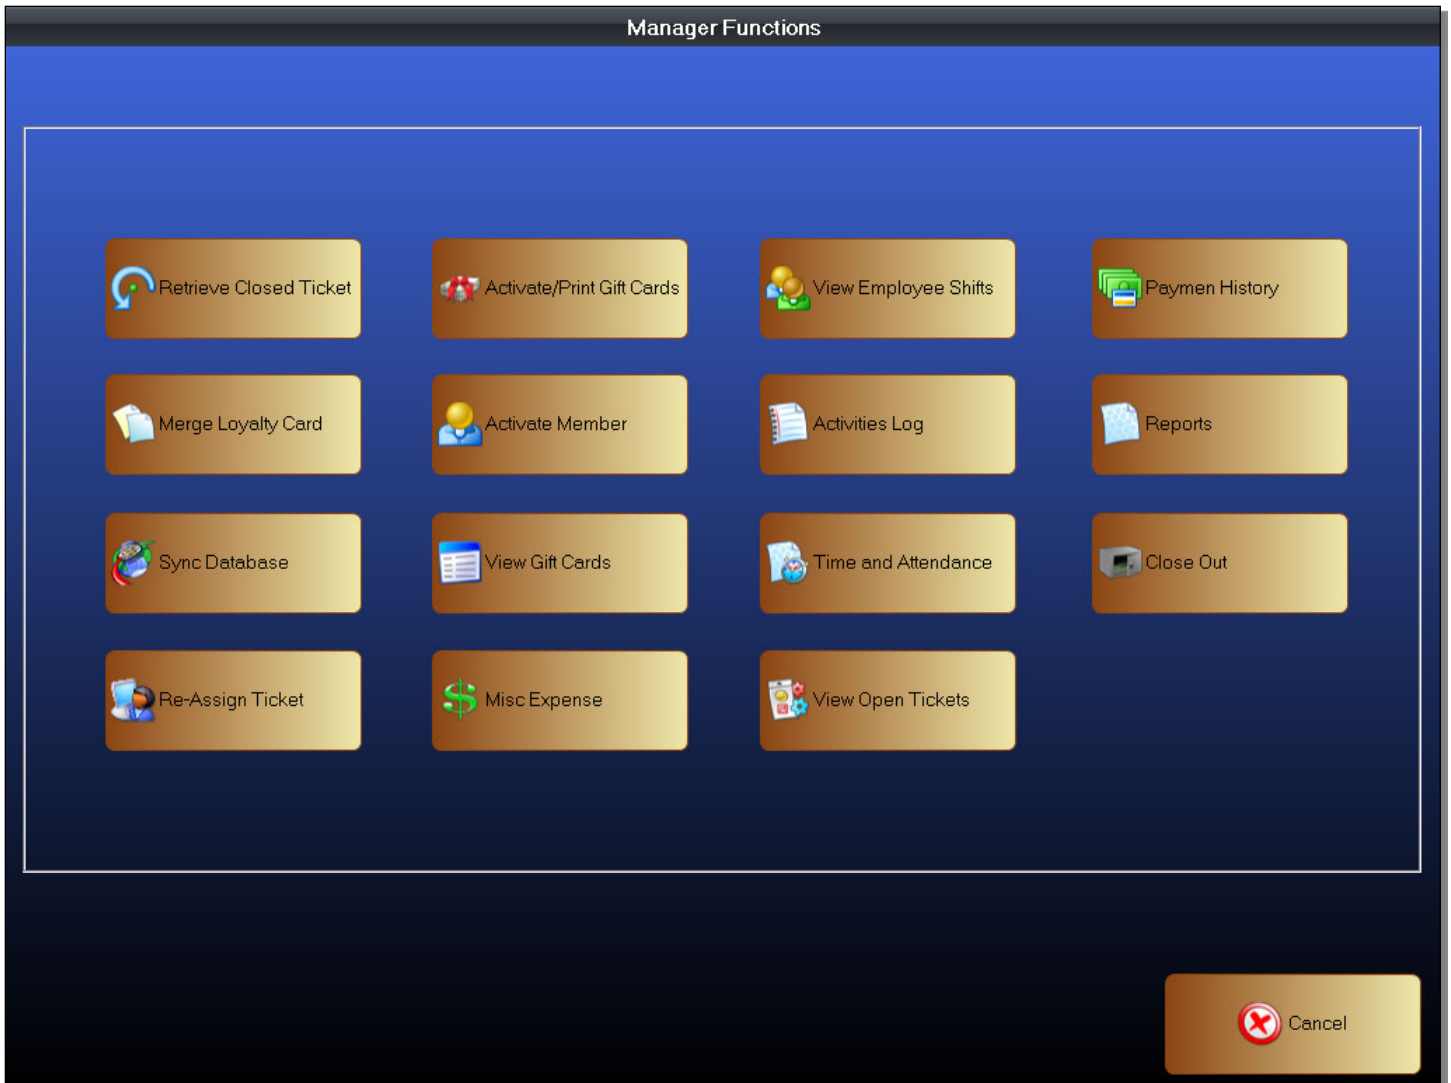 Manager Functions
Retrieve Closed Ticket
Activate/Print Gift Cards
View Employee Shifts
Paymen History
Merge Loyalty Card
Activate Member
Activities Log
Reports
Sync Database
View Gift Cards
Time and Attendance
Close Out
Re-Assign Ticket
Misc Expense
View Open Tickets
Cancel